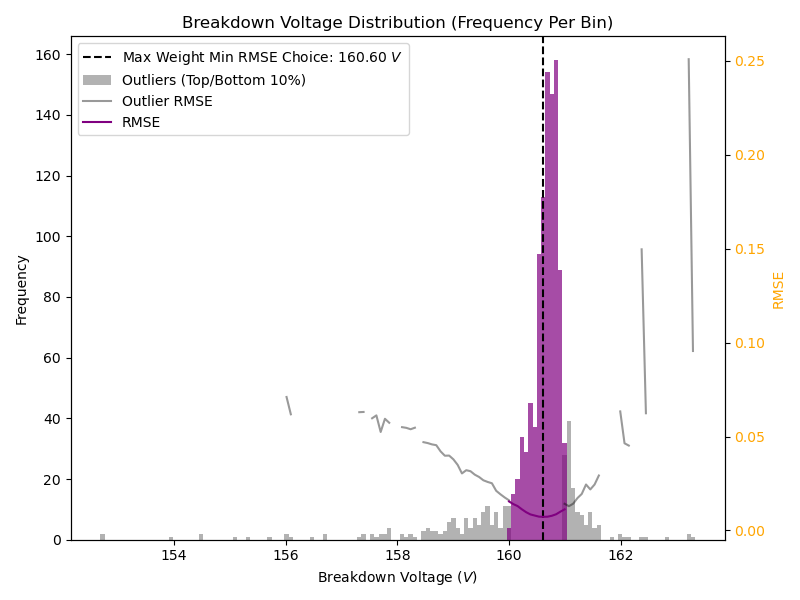 Breakdown Voltage Distribution (Frequency Per Bin)
Max Weight Min RMSE Choice: 160.60 V
Outliers (Top/Bottom 10%)
Outlier RMSE
RMSE
Frequency
160
140
120
100
80
60
40
20
0
0.25
0.20
0.15
0.10
0.05
0.00
RMSE
154 156 158 160 162
Breakdown Voltage (V)